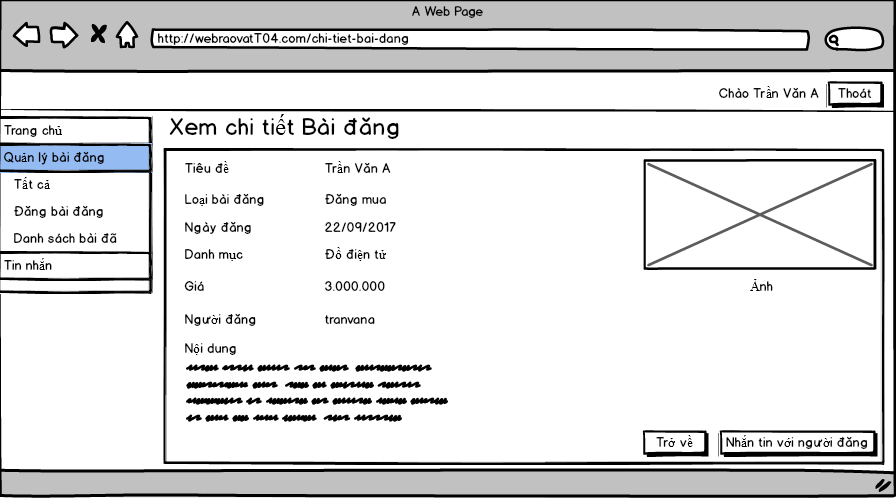 A Web Page
http://webraovatT04.com/chi-tiet-bai-dang
Chào Trần Văn A
Thoát
Trang chủ
Quản lý bài đăng
Tất cả
Đăng bài đăng
Danh sách bài đã
Tin nhắn
Xem chi tiết Bài đăng
Tiêu đề Trần Văn A
Loại bài đăng Đăng mua
Ngày đăng 22/09/2017
Danh mục Đồ điện tử
Giá 3.000.000
Người đăng tranvana
Nội dung
Ảnh
Trở về
Nhắn tin với người đăng